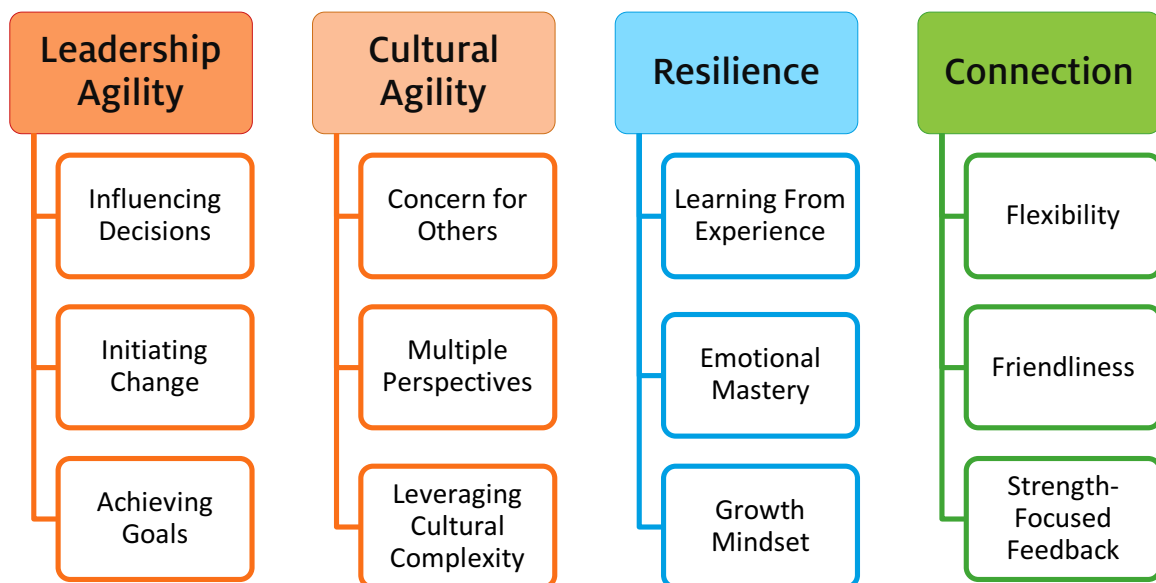 Leadership
Agility
Influencing
Decisions
Initiating
Change
Achieving
Goals
Cultural
Agility
Concern for
Others
Multiple
Perspectives
Leveraging
Cultural
Complexity
Resilience
Learning From
Experience
Emotional
Mastery
Growth
Mindset
Connection
Flexibility
Friendliness
Strength-
Focused
Feedback